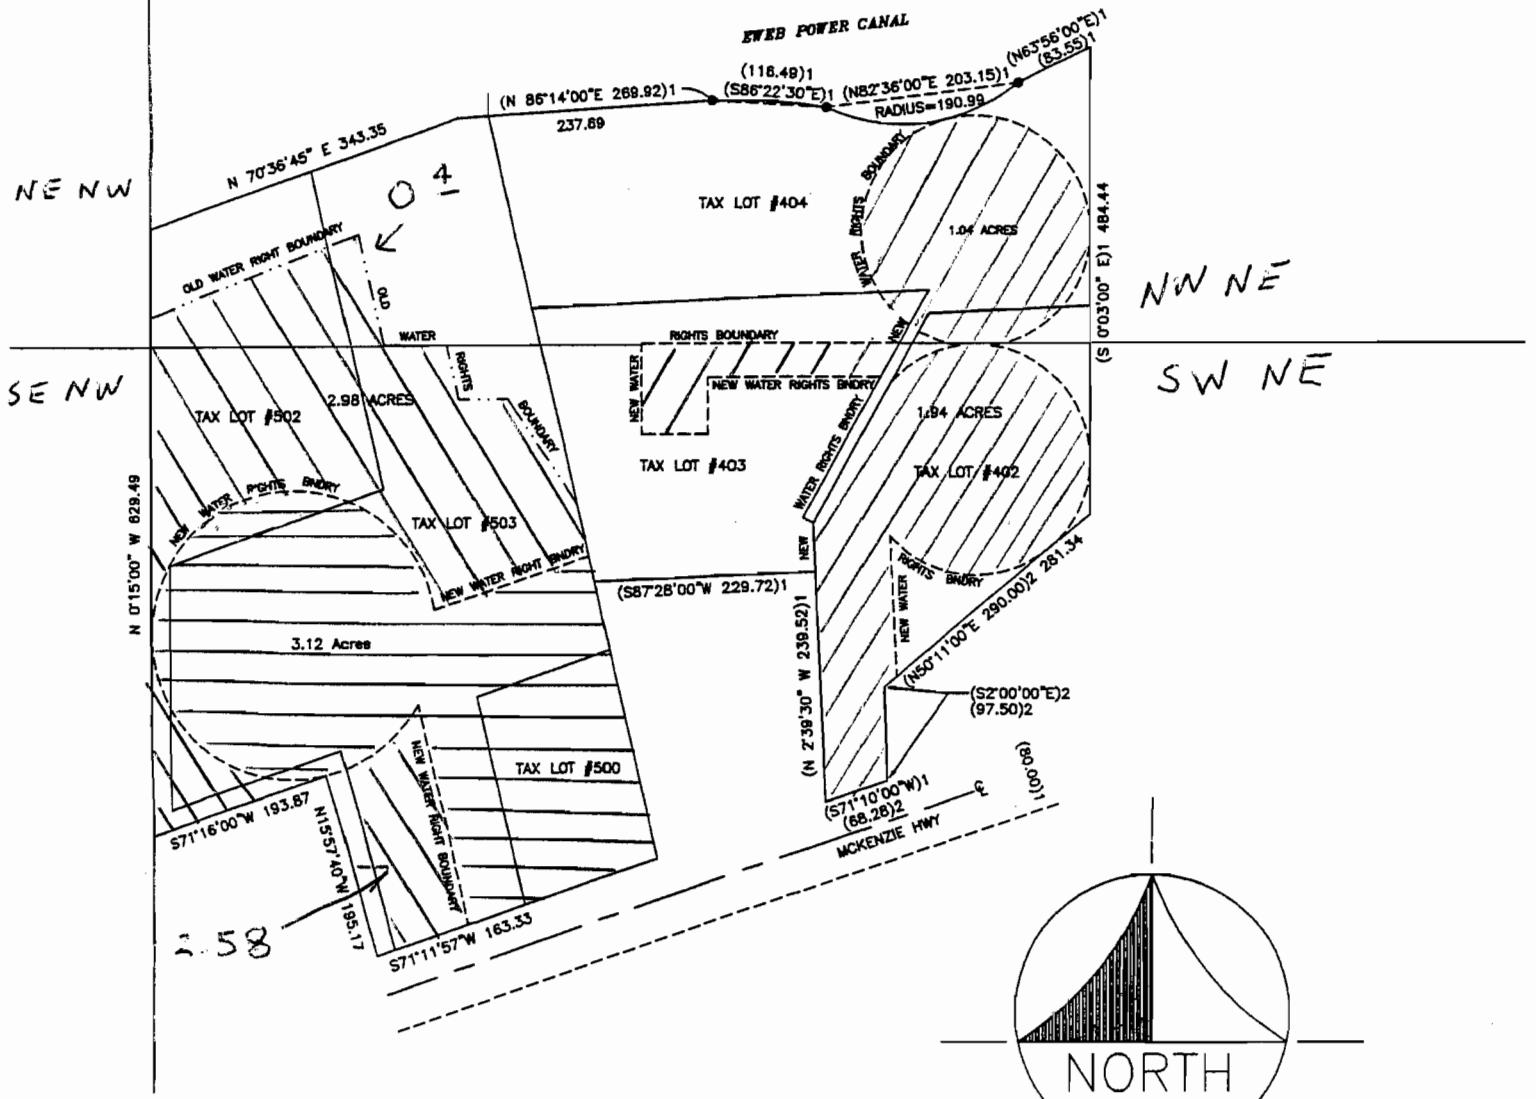 EWEB POWER CANAL
(N63°56'00"E)1
(83.55)1
(116.49)1
(S86°22'30"E)1
(N82°36'00"E 203.15)1
RADIUS=190.99
(N 86°14'00"E 269.92)1
237.69
N 70°36'45" E 343.35
NE NW
O 4
OLD WATER RIGHT BOUNDARY
OLD
WATER
RIGHTS
BOUNDARY
TAX LOT #404
WATER RIGHTS BOUNDARY
1.04 ACRES
(S 0°03'00" E)1 484.44
NW NE
SE NW
SW NE
NEW
RIGHTS BOUNDARY
NEW WATER
NEW WATER RIGHTS BNDRY
2.98 ACRES
TAX LOT #502
1.94 ACRES
TAX LOT #402
TAX LOT #403
WATER RIGHTS BNDRY
NEW
NEW WATER RIGHTS BNDRY
TAX LOT #503
N 0°15'00" W 629.49
NEW WATER RIGHT BNDRY
(S87°28'00"W 229.72)1
RIGHTS BNDRY
NEW WATER
(N50°11'00"E 290.00)2 281.34
3.12 Acres
(N 2°39'30" W 239.52)1
(S2°00'00"E)2
(97.50)2
TAX LOT #500
NEW WATER RIGHT BOUNDARY
(S71°10'00"W)1
(68.28)2
(80.00)1
MCKENZIE HWY
S71°16'00"W 193.87
N15°57'40"W 195.17
.58
S71°11'57"W 163.33
NORTH